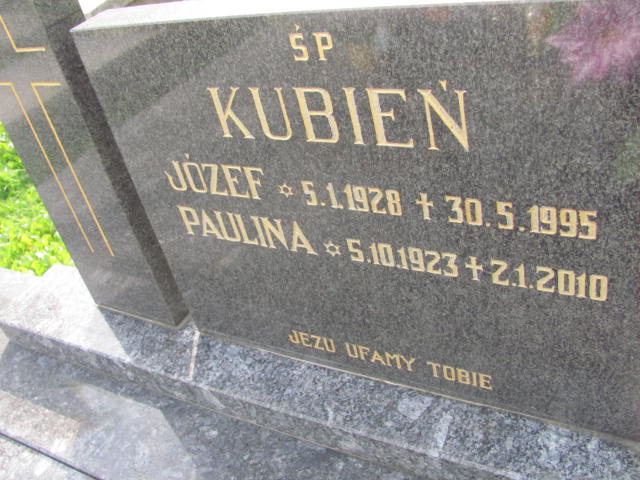 ŚP
KUBIEŃ
JÓZEF ✡ 5.1.1928 ✝ 30.5.1995
PAULINA ✡ 5.10.1923 ✝ 2.1.2010
JEZU UFAMY TOBIE